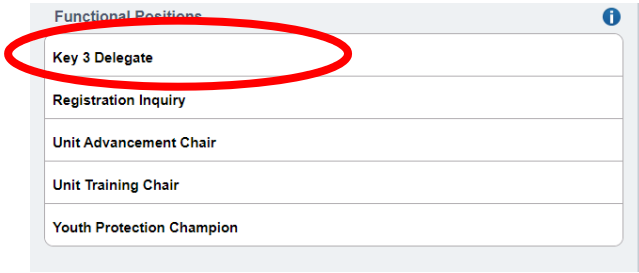 Functional Positions
Key 3 Delegate
Registration Inquiry
Unit Advancement Chair
Unit Training Chair
Youth Protection Champion